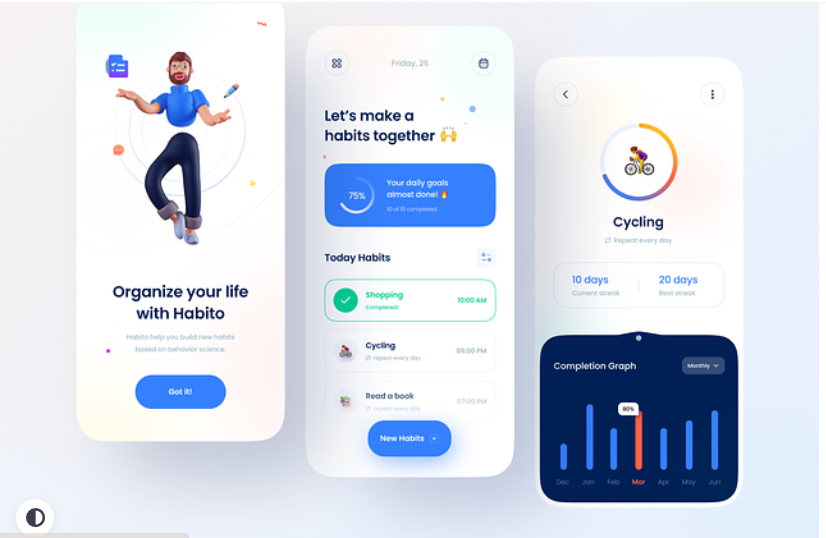 Organize your life
with Habito
Habito help you build new habits
based on behavior science.
Got it!
Friday, 26
Let's make a
habits together 🙌
75%
Your daily goals
almost done! 🔥
10 of 15 completed
Today Habits
Shopping
Completed!
10:00 AM
Cycling
repeat every day
05:00 PM
Read a book
repeat every day
07:00 PM
New Habits +
Cycling
Repeat every day
10 days
Current streak
20 days
Best streak
Completion Graph
Monthly
80%
Dec Jan Feb Mar Apr May Jun